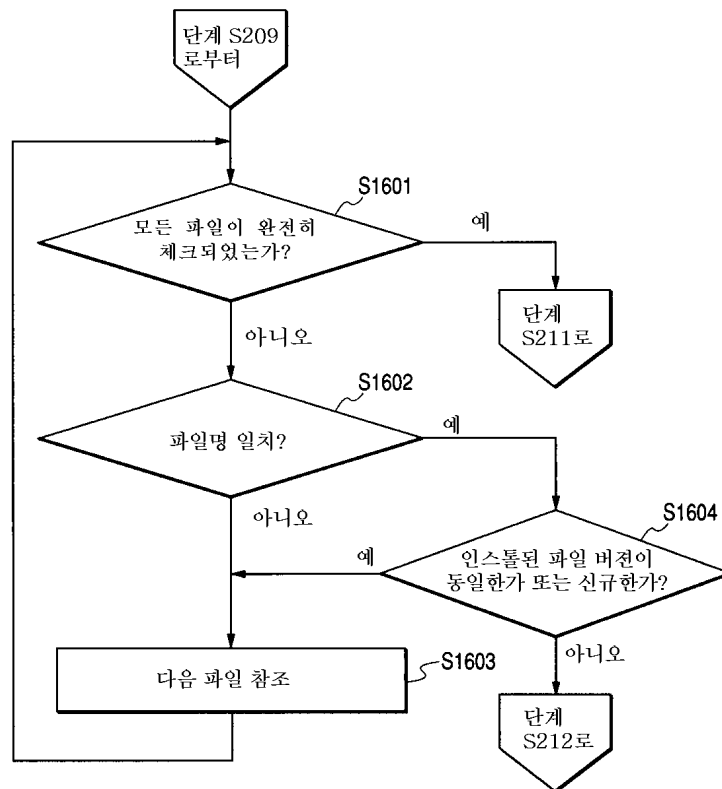 단계 S209
로부터
S1601
모든 파일이 완전히
체크되었는가?
예
단계
S211로
아니오
S1602
파일명 일치?
예
아니오
S1604
인스톨된 파일 버젼이
동일한가 또는 신규한가?
예
다음 파일 참조
S1603
아니오
단계
S212로